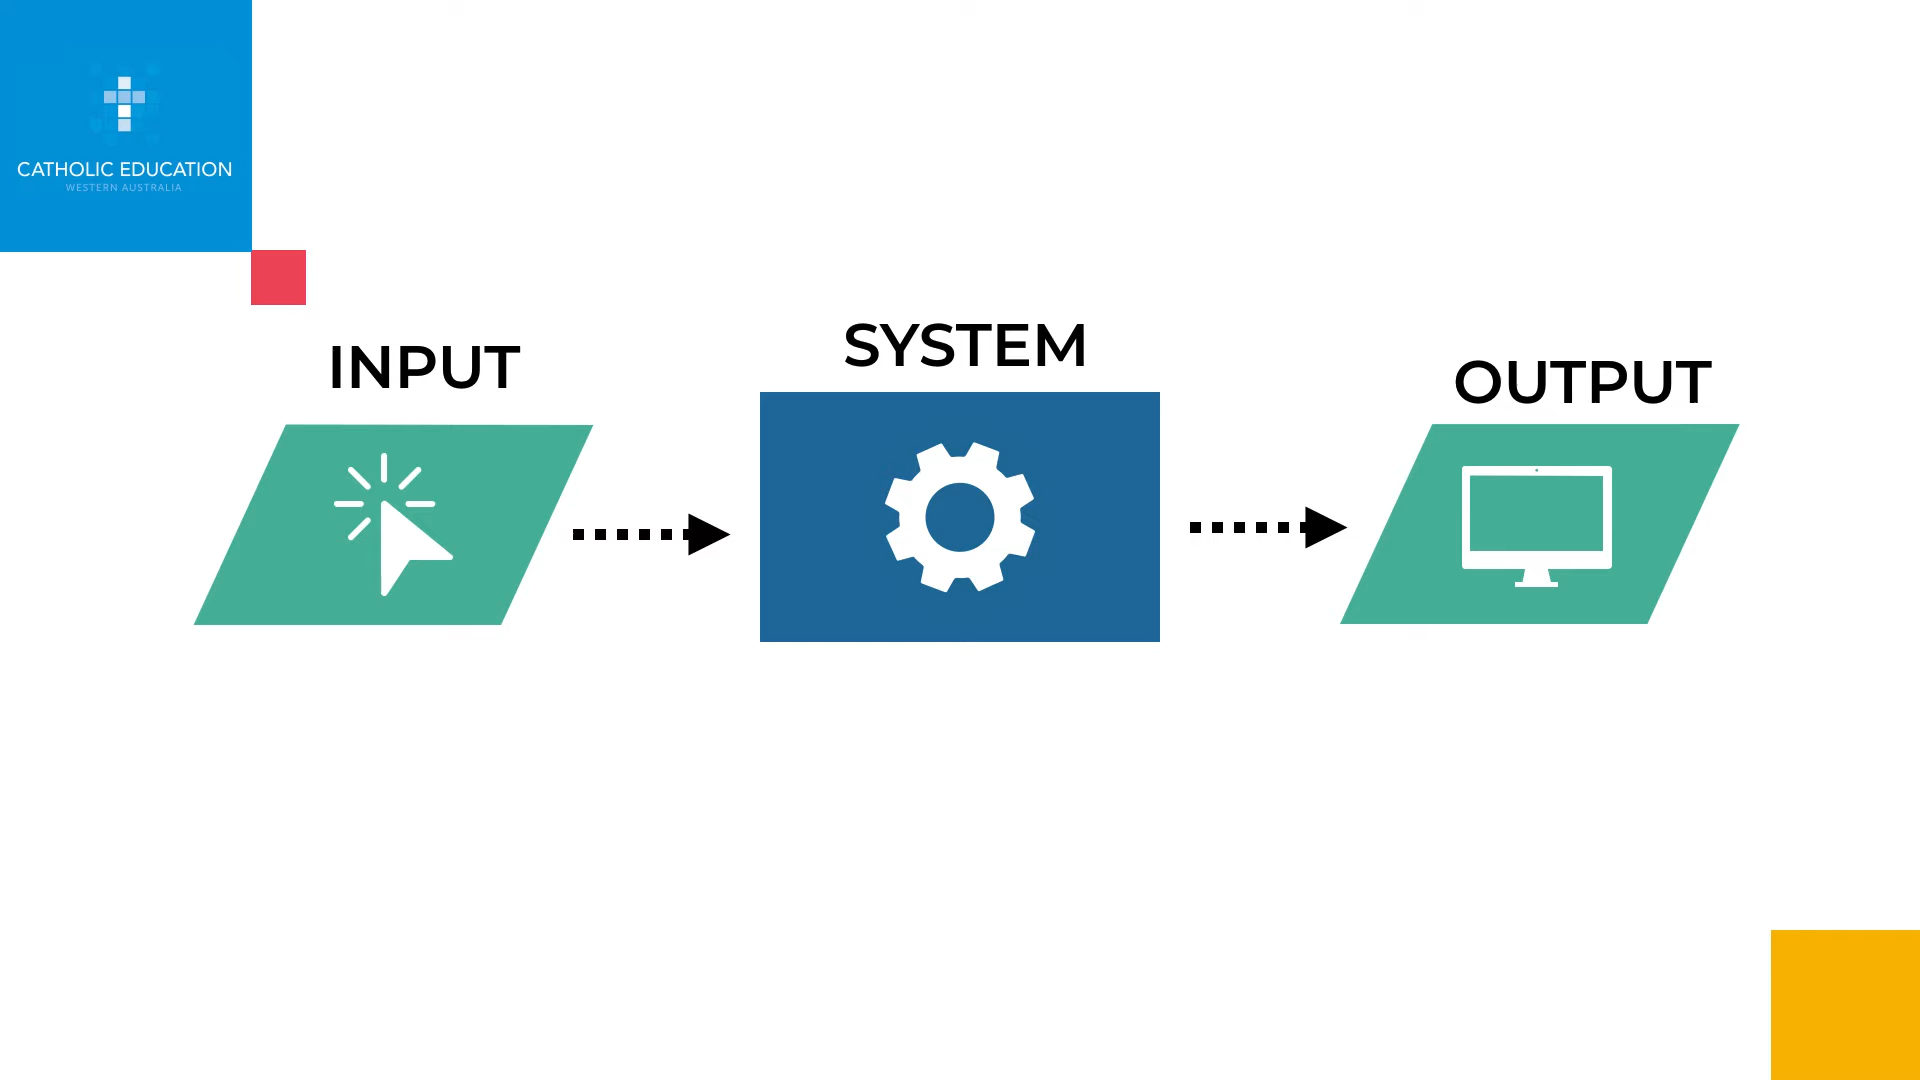 CATHOLIC EDUCATION
WESTERN AUSTRALIA
INPUT
SYSTEM
OUTPUT